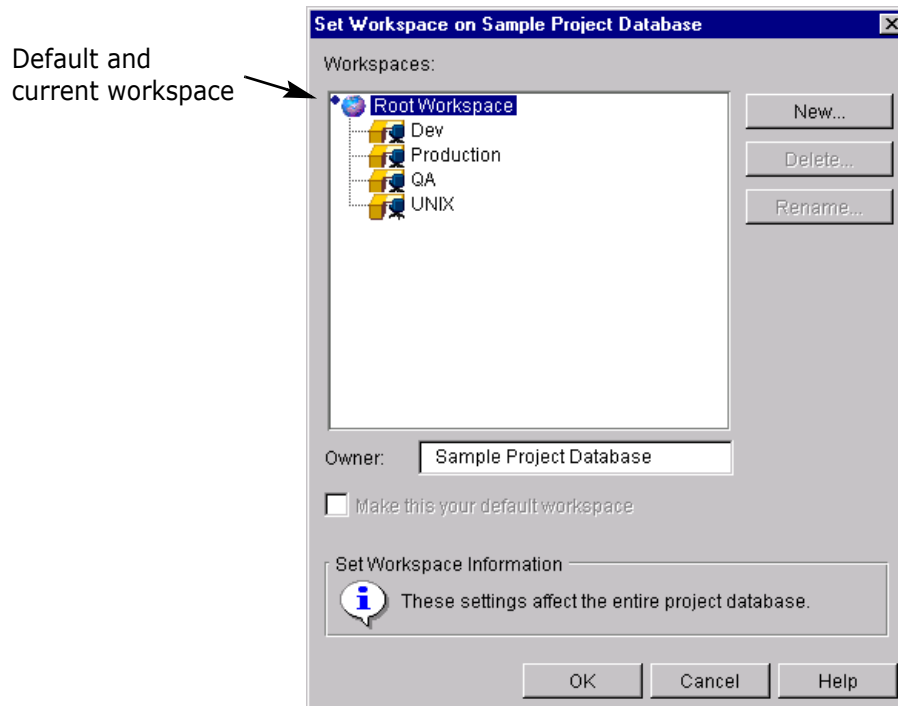 Set Workspace on Sample Project Database
Default and
current workspace
Workspaces:
Root Workspace
Dev
Production
QA
UNIX
New...
Delete...
Rename...
Owner:
Sample Project Database
Make this your default workspace
Set Workspace Information
These settings affect the entire project database.
OK
Cancel
Help